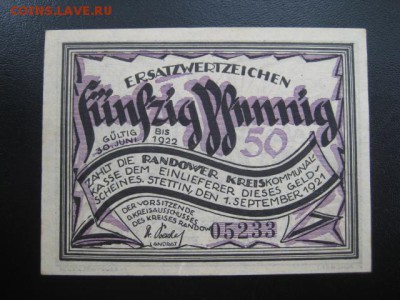 COINS.LAVE.RU
ERSATZWERTZEICHEN
Fünfzig Pfennig
GÜLTIG BIS
30. JUNI 1922
50
ZAHLT DIE RANDOWER KREISKOMMUNAL-
KASSE DEM EINLIEFERER DIESES GELD-
SCHEINES. STETTIN, DEN 1. SEPTEMBER 1921
DER VORSITZENDE
D. KREISAUSSCHUSSES
DES KREISES RANDOW
LANDRAT
05233